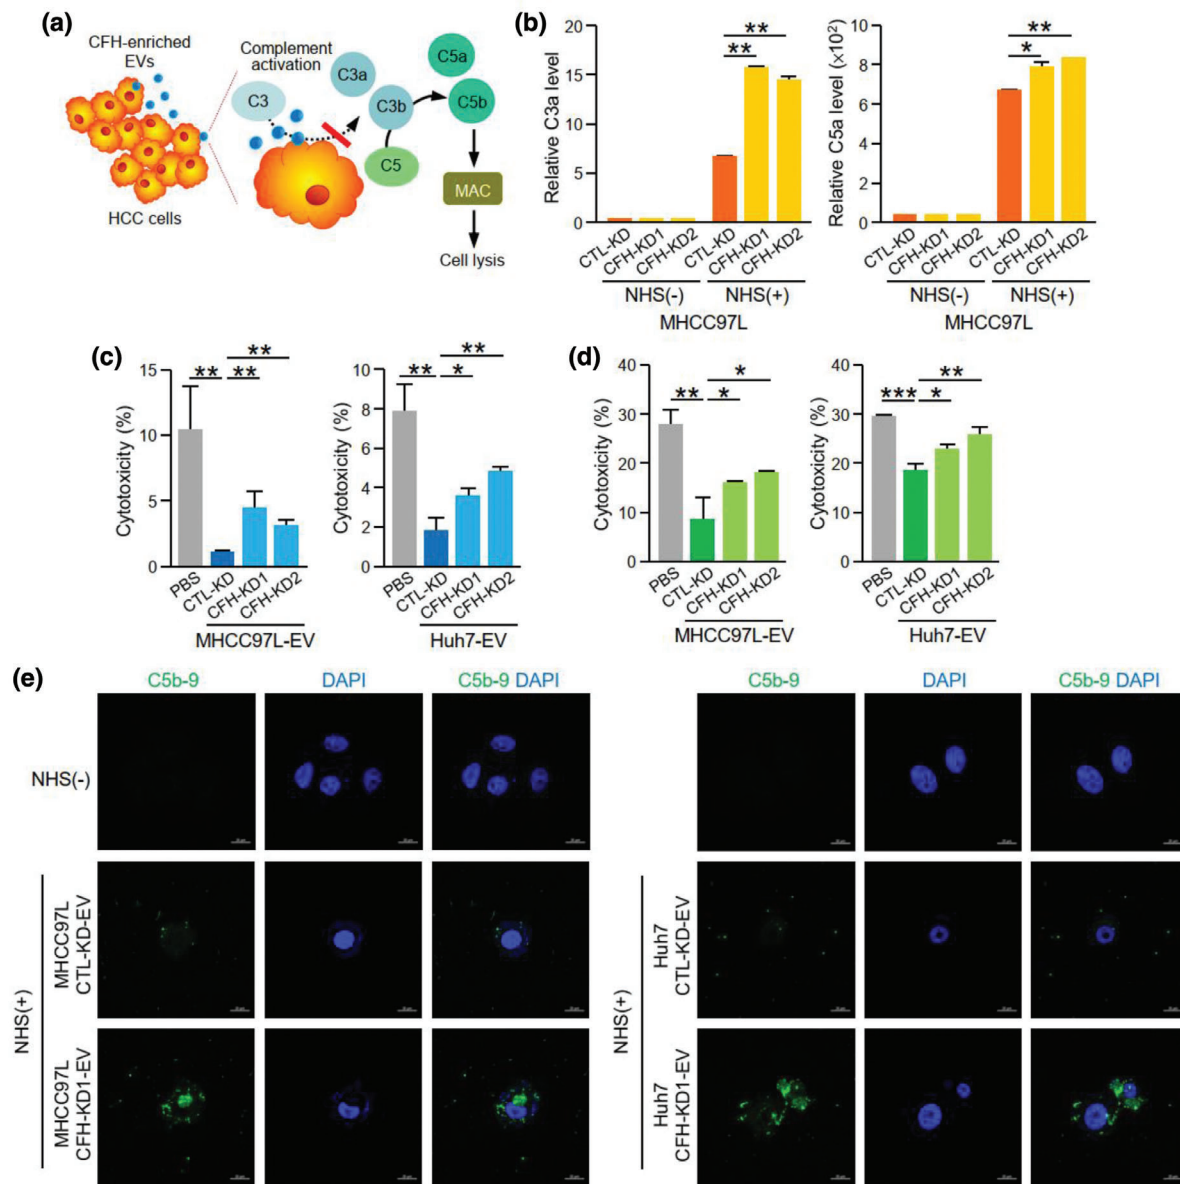 (a)
CFH-enriched
EVs
HCC cells
Complement
activation
C3
C3a
C3b
C5
C5a
C5b
MAC
Cell lysis
(b)
Relative C3a level
20
15
10
5
0
CTL-KD
CFH-KD1
CFH-KD2
CTL-KD
CFH-KD1
CFH-KD2
NHS(-)
NHS(+)
MHCC97L
**
**
Relative C5a level (×10²)
10
8
6
4
2
0
CTL-KD
CFH-KD1
CFH-KD2
CTL-KD
CFH-KD1
CFH-KD2
NHS(-)
NHS(+)
MHCC97L
**
*
(c)
Cytotoxicity (%)
15
10
5
0
**
** **
PBS
CTL-KD
CFH-KD1
CFH-KD2
MHCC97L-EV
Cytotoxicity (%)
10
8
6
4
2
0
**
** *
PBS
CTL-KD
CFH-KD1
CFH-KD2
Huh7-EV
(d)
Cytotoxicity (%)
40
30
20
10
0
*
** *
PBS
CTL-KD
CFH-KD1
CFH-KD2
MHCC97L-EV
Cytotoxicity (%)
40
30
20
10
0
**
*** *
PBS
CTL-KD
CFH-KD1
CFH-KD2
Huh7-EV
(e)
C5b-9
DAPI
C5b-9 DAPI
C5b-9
DAPI
C5b-9 DAPI
NHS(-)
NHS(+)
MHCC97L
CTL-KD-EV
MHCC97L
CFH-KD1-EV
NHS(+)
Huh7
CTL-KD-EV
Huh7
CFH-KD1-EV